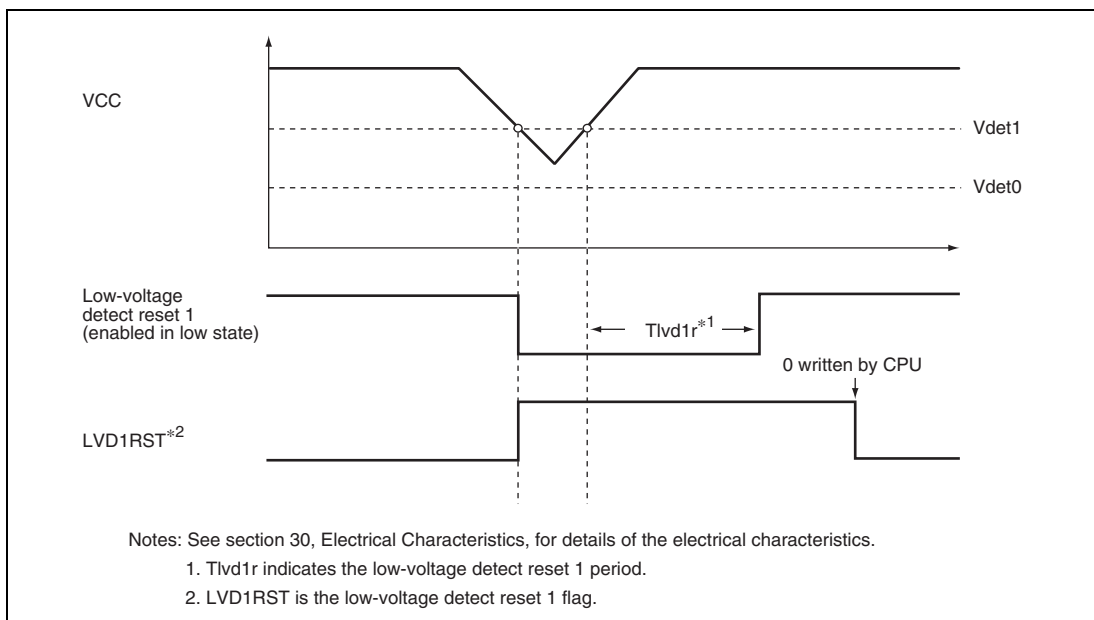 VCC
Vdet1
Vdet0
Low-voltage
detect reset 1
(enabled in low state)
Tlvd1r*1
0 written by CPU
LVD1RST*2
Notes: See section 30, Electrical Characteristics, for details of the electrical characteristics.
1. Tlvd1r indicates the low-voltage detect reset 1 period.
2. LVD1RST is the low-voltage detect reset 1 flag.